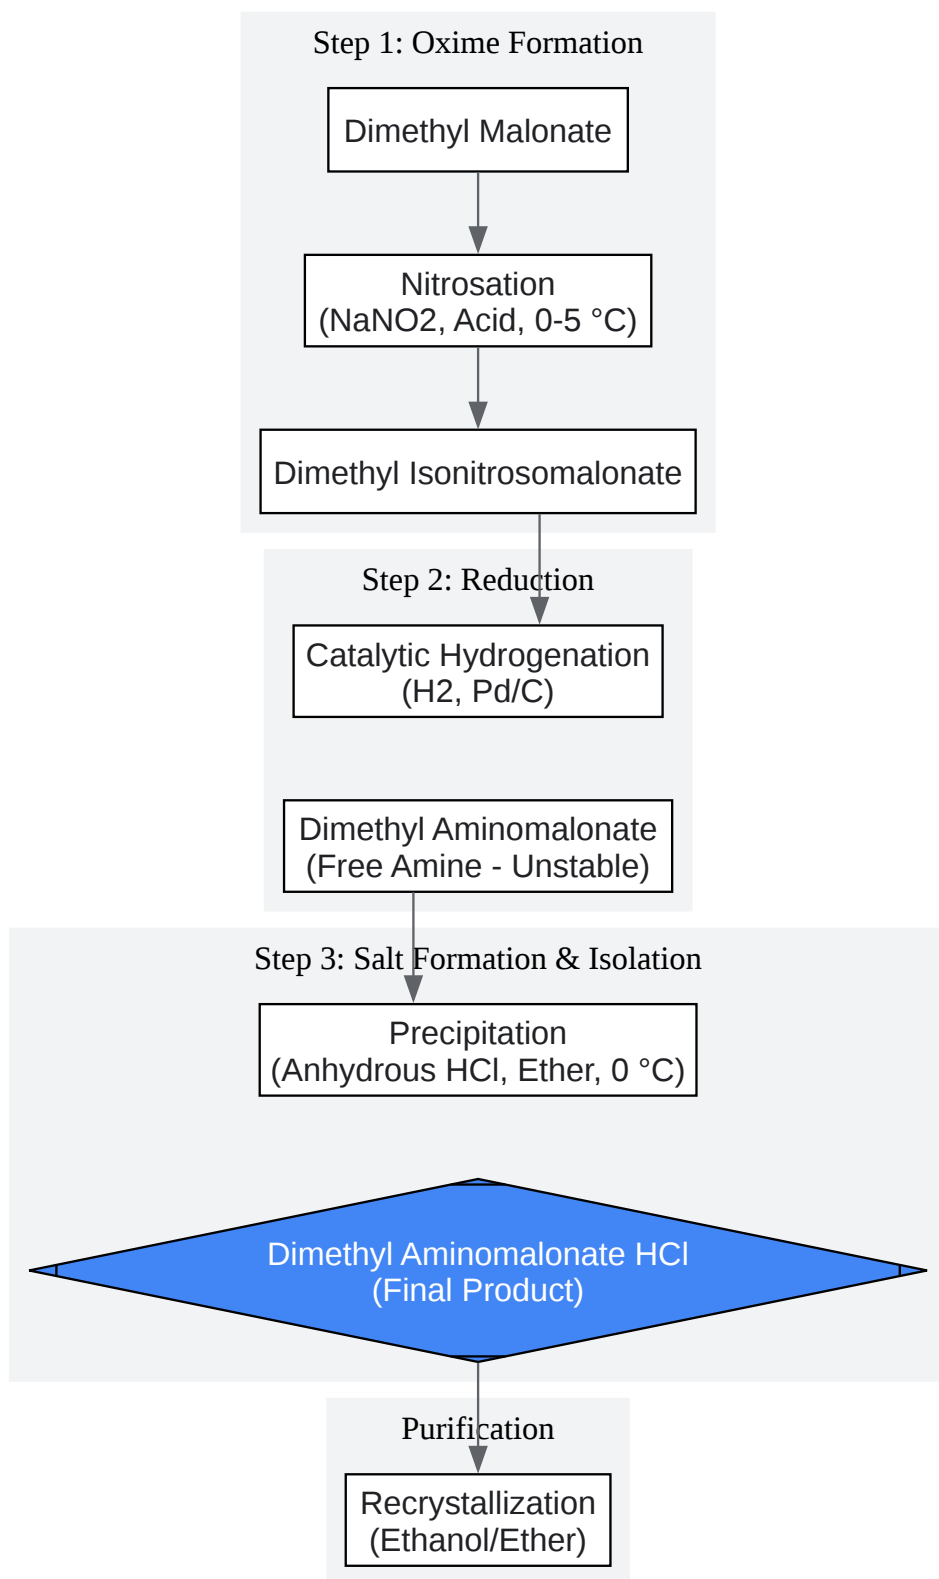 Step 1: Oxime Formation
Dimethyl Malonate
Nitrosation
(NaNO2, Acid, 0-5 °C)
Dimethyl Isonitrosomalonate
Step 2: Reduction
Catalytic Hydrogenation
(H2, Pd/C)
Dimethyl Aminomalonate
(Free Amine - Unstable)
Step 3: Salt Formation & Isolation
Precipitation
(Anhydrous HCl, Ether, 0 °C)
Dimethyl Aminomalonate HCl
(Final Product)
Purification
Recrystallization
(Ethanol/Ether)